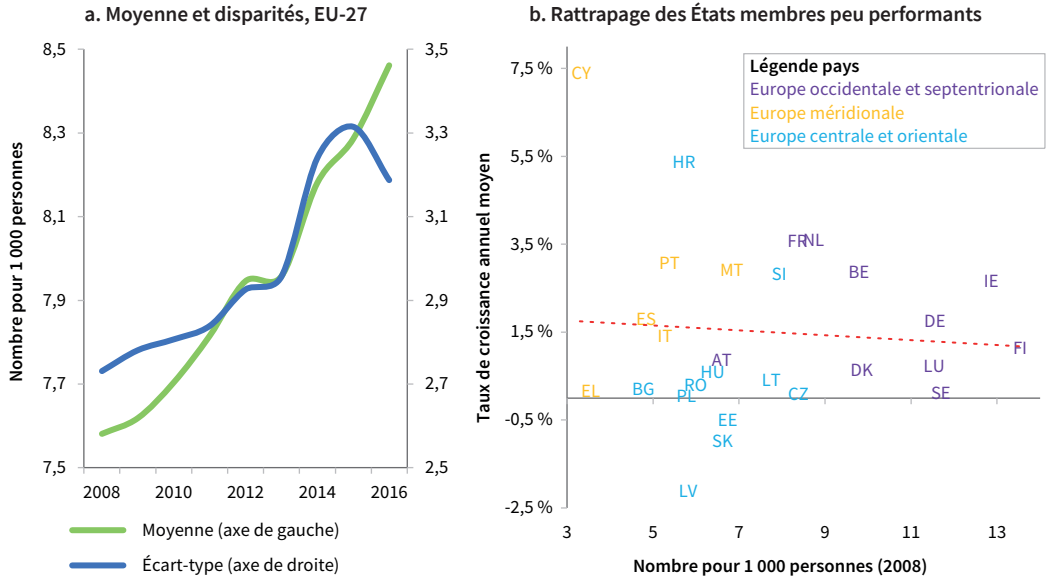 a. Moyenne et disparités, EU-27
8,5
8,3
8,1
7,9
7,7
7,5
3,5
3,3
3,1
2,9
2,7
2,5
Nombre pour 1 000 personnes
2008
2010
2012
2014
2016
Moyenne (axe de gauche)
Écart-type (axe de droite)
b. Rattrapage des États membres peu performants
Taux de croissance annuel moyen
7,5 %
5,5 %
3,5 %
1,5 %
-0,5 %
-2,5 %
Légende pays
Europe occidentale et septentrionale
Europe méridionale
Europe centrale et orientale
CY
HR
FR
NL
PT
MT
SI
BE
IE
ES
IT
DE
FI
AT
HU
DK
LU
RO
LT
EL
BG
PL
CZ
SE
EE
SK
LV
3
5
7
9
11
13
Nombre pour 1 000 personnes (2008)